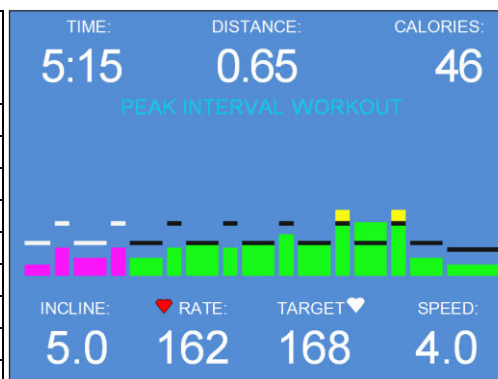 TIME: DISTANCE: CALORIES:
5:15 0.65 46
PEAK INTERVAL WORKOUT
INCLINE: RATE: TARGET SPEED:
5.0 162 168 4.0